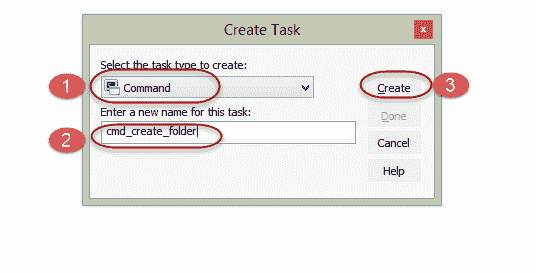 Create Task
x
Select the task type to create:
1
Command
Create
3
Enter a new name for this task:
Done
2
cmd_create_folder
Cancel
Help